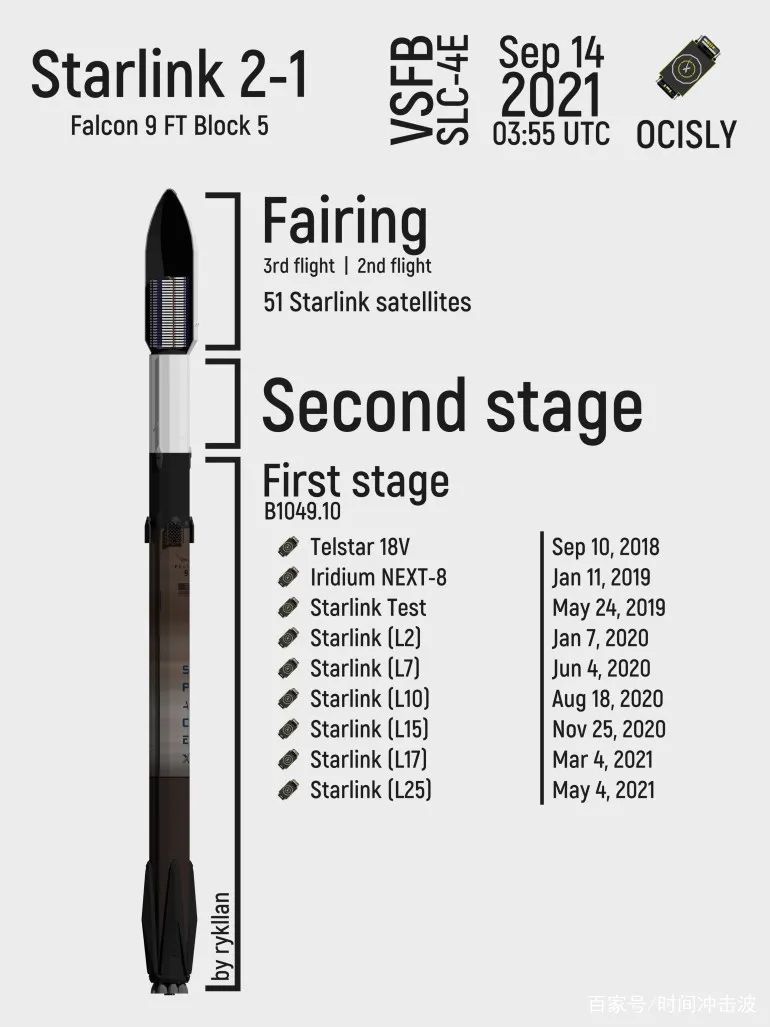 Starlink 2-1
Falcon 9 FT Block 5
VSFB
SLC-4E
Sep 14
2021
03:55 UTC
OCISLY
Fairing
3rd flight | 2nd flight
51 Starlink satellites
Second stage
First stage
B1049.10
Telstar 18V Sep 10, 2018
Iridium NEXT-8 Jan 11, 2019
Starlink Test May 24, 2019
Starlink (L2) Jan 7, 2020
Starlink (L7) Jun 4, 2020
Starlink (L10) Aug 18, 2020
Starlink (L15) Nov 25, 2020
Starlink (L17) Mar 4, 2021
Starlink (L25) May 4, 2021
SPACEX
by rykllan
百家号/时间冲击波